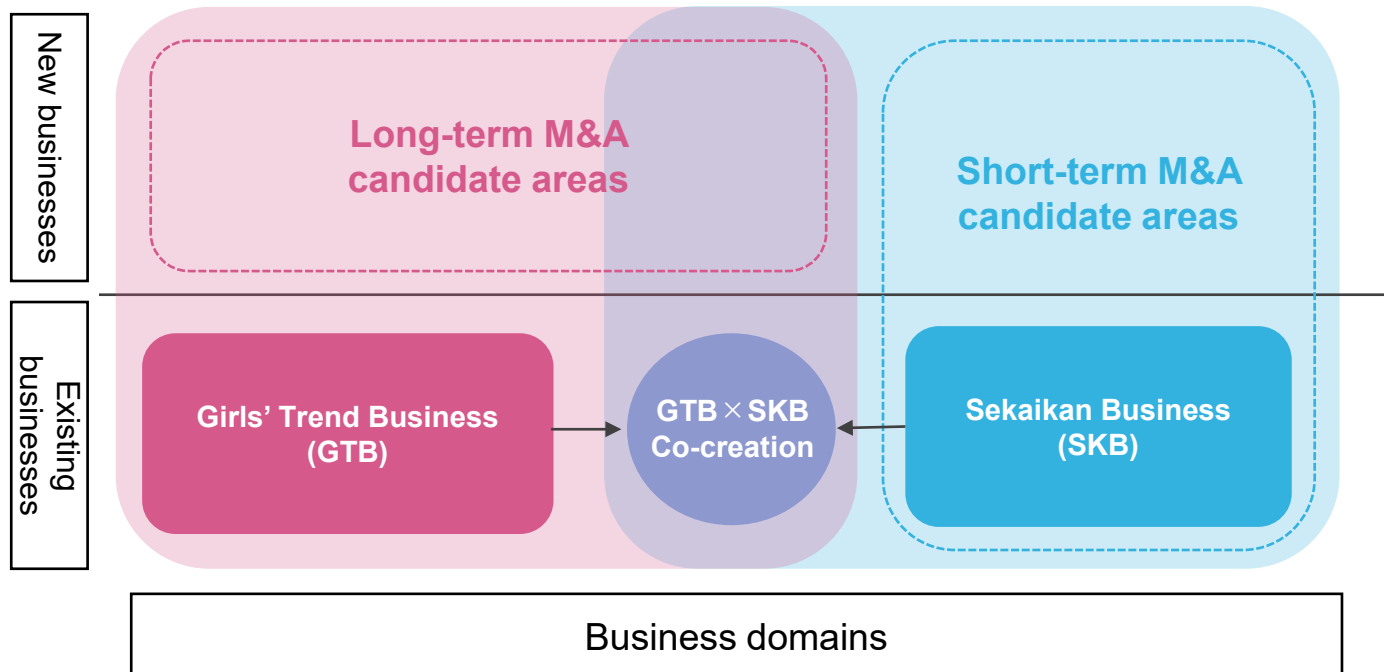 New businesses
Long-term M&A
candidate areas
Short-term M&A
candidate areas
Existing
businesses
Girls’ Trend Business
(GTB)
GTB×SKB
Co-creation
Sekaikan Business
(SKB)
Business domains